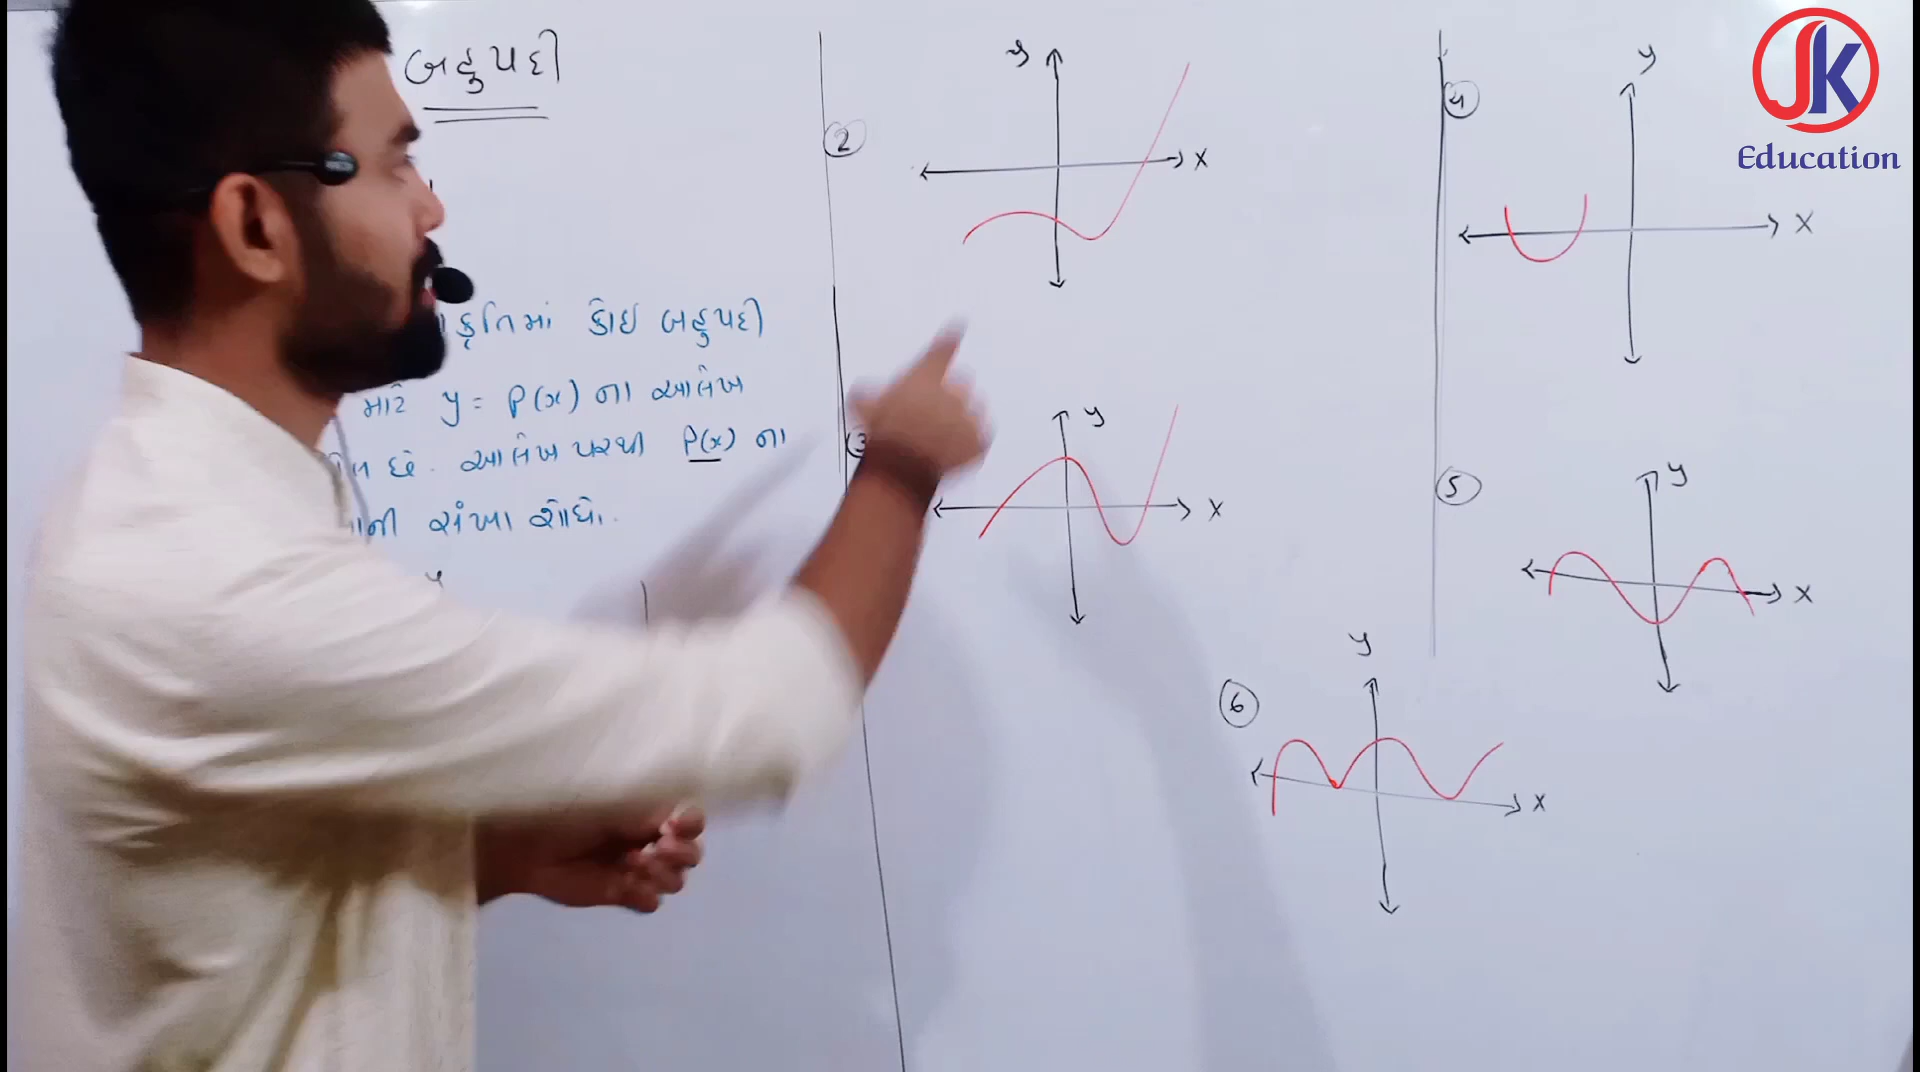 બહુપદી
કોઈ બહુપદી
માટે y = P(x) ના આલેખ
છે. આલેખ પરથી P(x) ના
સંખ્યા શોધો.
y
2
y
x
3
y
x
4
y
x
5
y
x
6
y
x
JK
Education